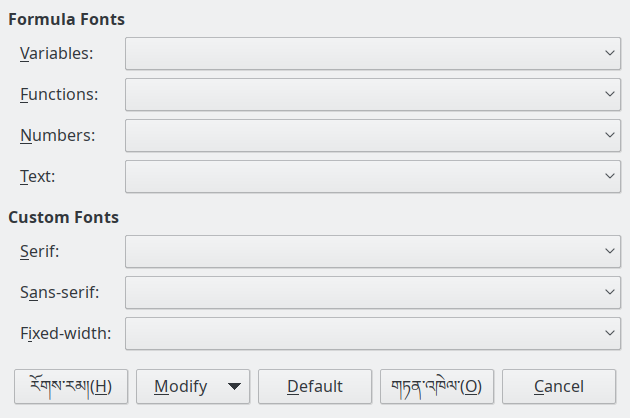 Formula Fonts
Variables:
Functions:
Numbers:
Text:
Custom Fonts
Serif:
Sans-serif:
Fixed-width:
རོགས་རམ།(H) Modify Default གཏན་འཁེལ་(O) Cancel